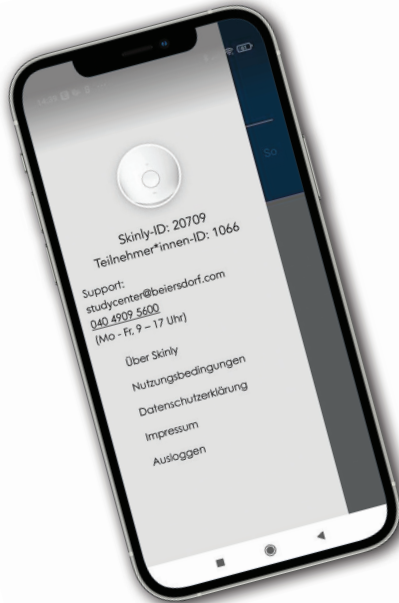 So
Skinly-ID: 20709
Teilnehmer*innen-ID: 1066
Support:
studycenter@beiersdorf.com
040 4909 5600
(Mo - Fr. 9 – 17 Uhr)
Über Skinly
Nutzungsbedingungen
Datenschutzerklärung
Impressum
Ausloggen